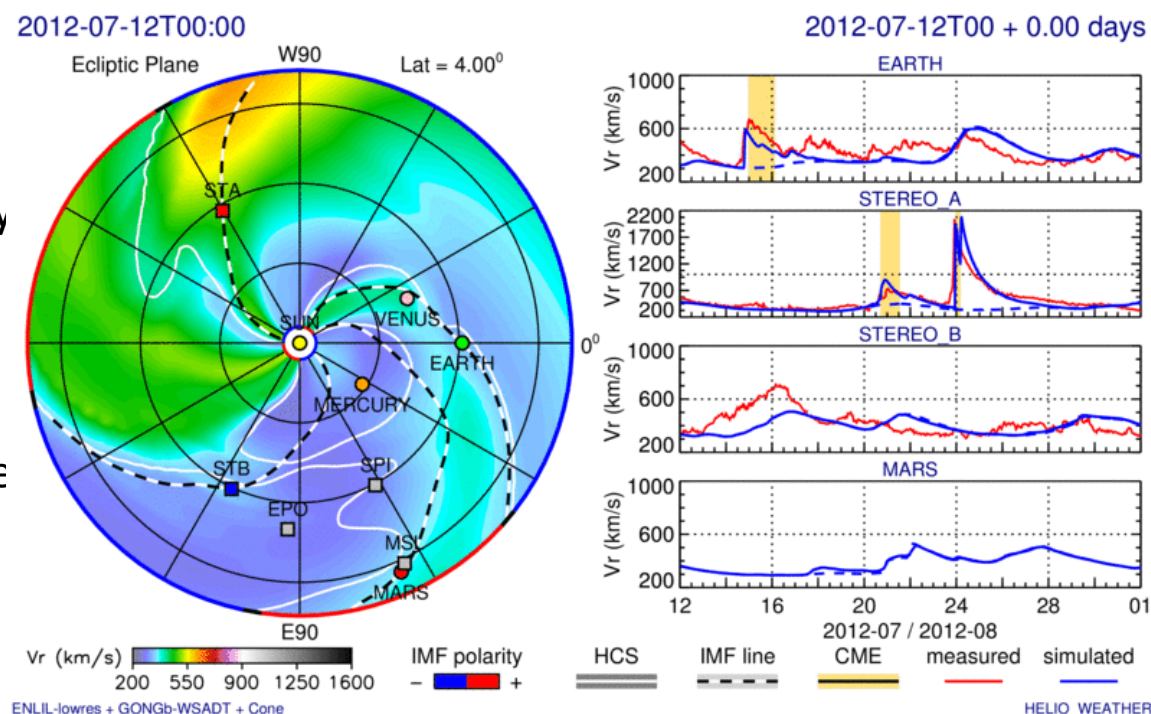 2012-07-12T00:00
2012-07-12T00 + 0.00 days
Ecliptic Plane
W90
Lat = 4.00⁰
STA
SUN
VENUS
EARTH
0⁰
MERCURY
STB
SPI
EPO
MSL
MARS
E90
Vr (km/s)
200 550 900 1250 1600
IMF polarity
- +
EARTH
Vr (km/s)
1000
600
200
STEREO_A
Vr (km/s)
2200
1700
1200
700
200
STEREO_B
Vr (km/s)
1000
600
200
MARS
Vr (km/s)
1000
600
200
12 16 20 24 28 01
2012-07 / 2012-08
HCS IMF line CME measured simulated
ENLIL-lowres + GONGb-WSADT + Cone
HELIO WEATHER